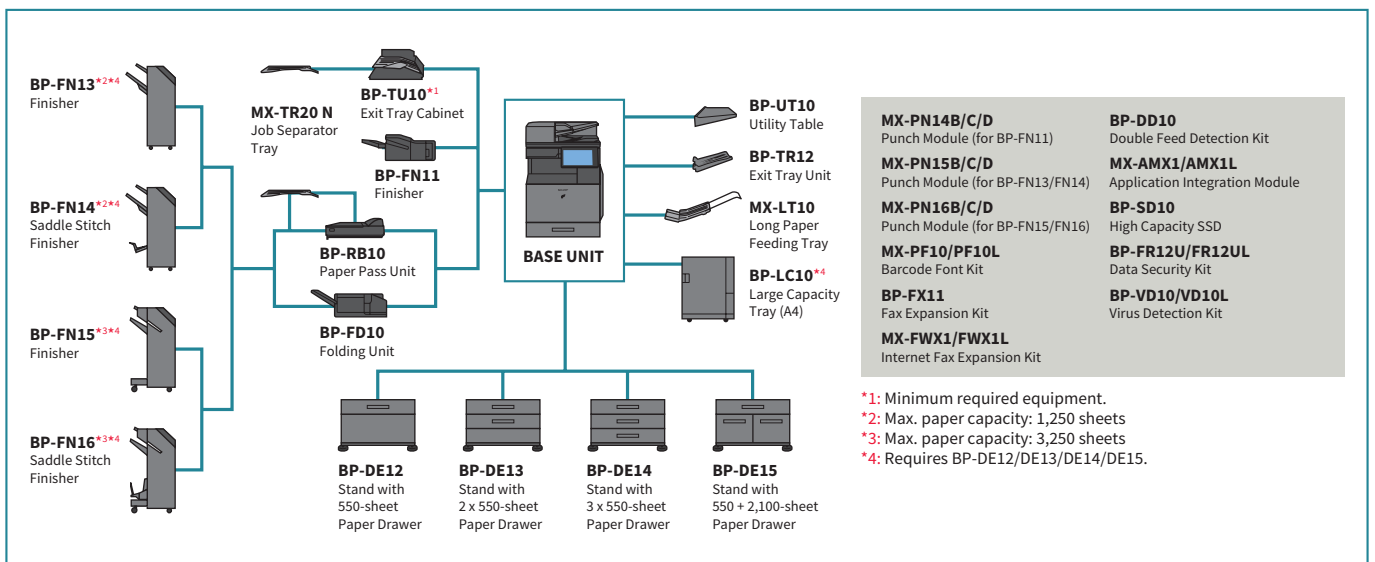 BP-FN13*2*4
Finisher
BP-FN14*2*4
Saddle Stitch
Finisher
BP-FN15*3*4
Finisher
BP-FN16*3*4
Saddle Stitch
Finisher
MX-TR20 N
Job Separator
Tray
BP-TU10*1
Exit Tray Cabinet
BP-FN11
Finisher
BP-RB10
Paper Pass Unit
BP-FD10
Folding Unit
BASE UNIT
BP-UT10
Utility Table
BP-TR12
Exit Tray Unit
MX-LT10
Long Paper
Feeding Tray
BP-LC10*4
Large Capacity
Tray (A4)
BP-DE12
Stand with
550-sheet
Paper Drawer
BP-DE13
Stand with
2 x 550-sheet
Paper Drawer
BP-DE14
Stand with
3 x 550-sheet
Paper Drawer
BP-DE15
Stand with
550 + 2,100-sheet
Paper Drawer
MX-PN14B/C/D
Punch Module (for BP-FN11)
MX-PN15B/C/D
Punch Module (for BP-FN13/FN14)
MX-PN16B/C/D
Punch Module (for BP-FN15/FN16)
MX-PF10/PF10L
Barcode Font Kit
BP-FX11
Fax Expansion Kit
MX-FWX1/FWX1L
Internet Fax Expansion Kit
BP-DD10
Double Feed Detection Kit
MX-AMX1/AMX1L
Application Integration Module
BP-SD10
High Capacity SSD
BP-FR12U/FR12UL
Data Security Kit
BP-VD10/VD10L
Virus Detection Kit
*1: Minimum required equipment.
*2: Max. paper capacity: 1,250 sheets
*3: Max. paper capacity: 3,250 sheets
*4: Requires BP-DE12/DE13/DE14/DE15.